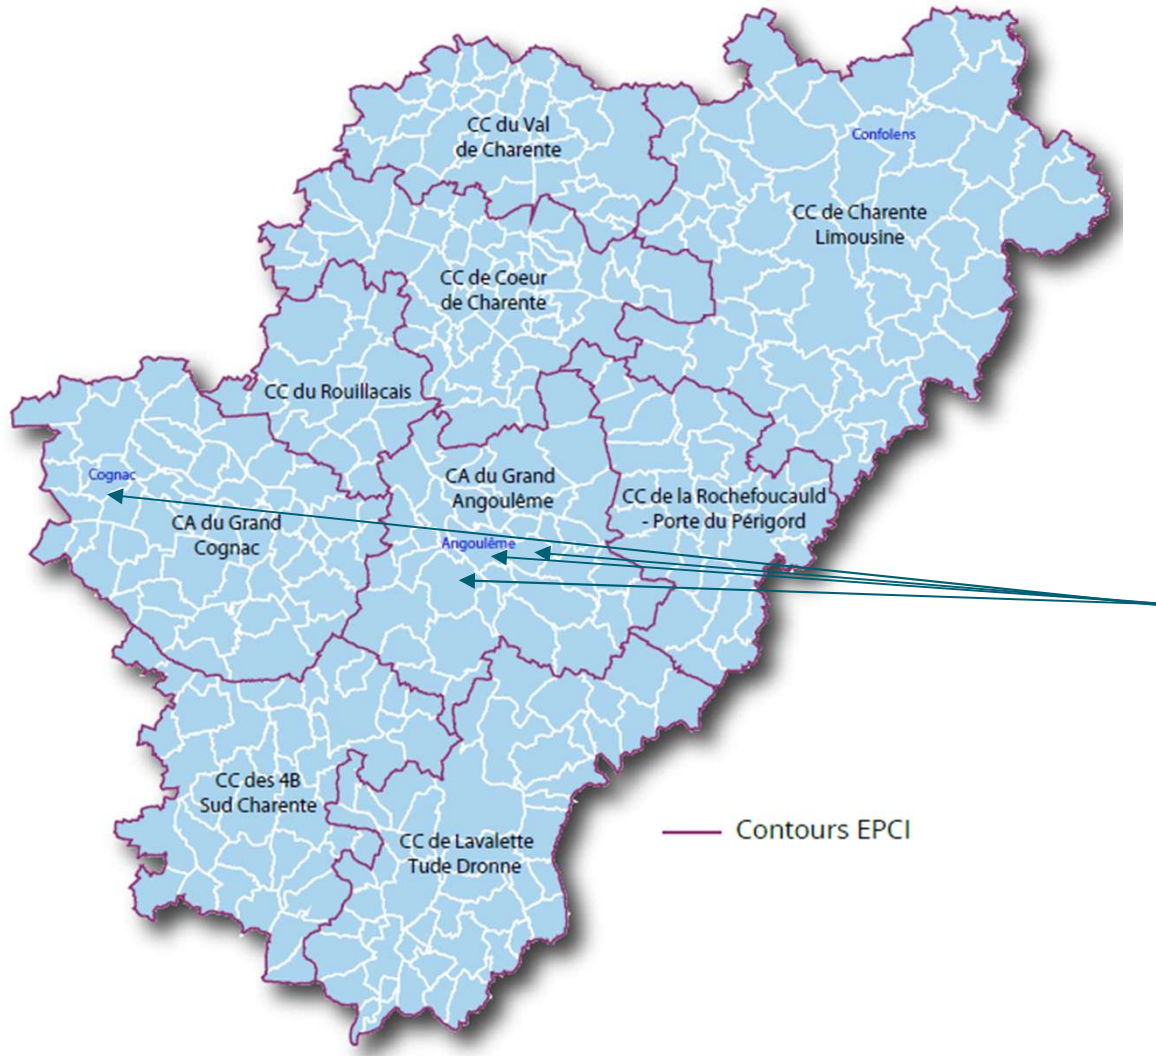 CC du Val
de Charente
Confolens
CC de Charente
Limousine
CC de Coeur
de Charente
CC du Rouillacais
Cognac
CA du Grand
Cognac
CA du Grand
Angoulême
Angoulême
CC de la Rochefoucauld
- Porte du Périgord
CC des 4B
Sud Charente
CC de Lavalette
Tude Dronne
Contours EPCI